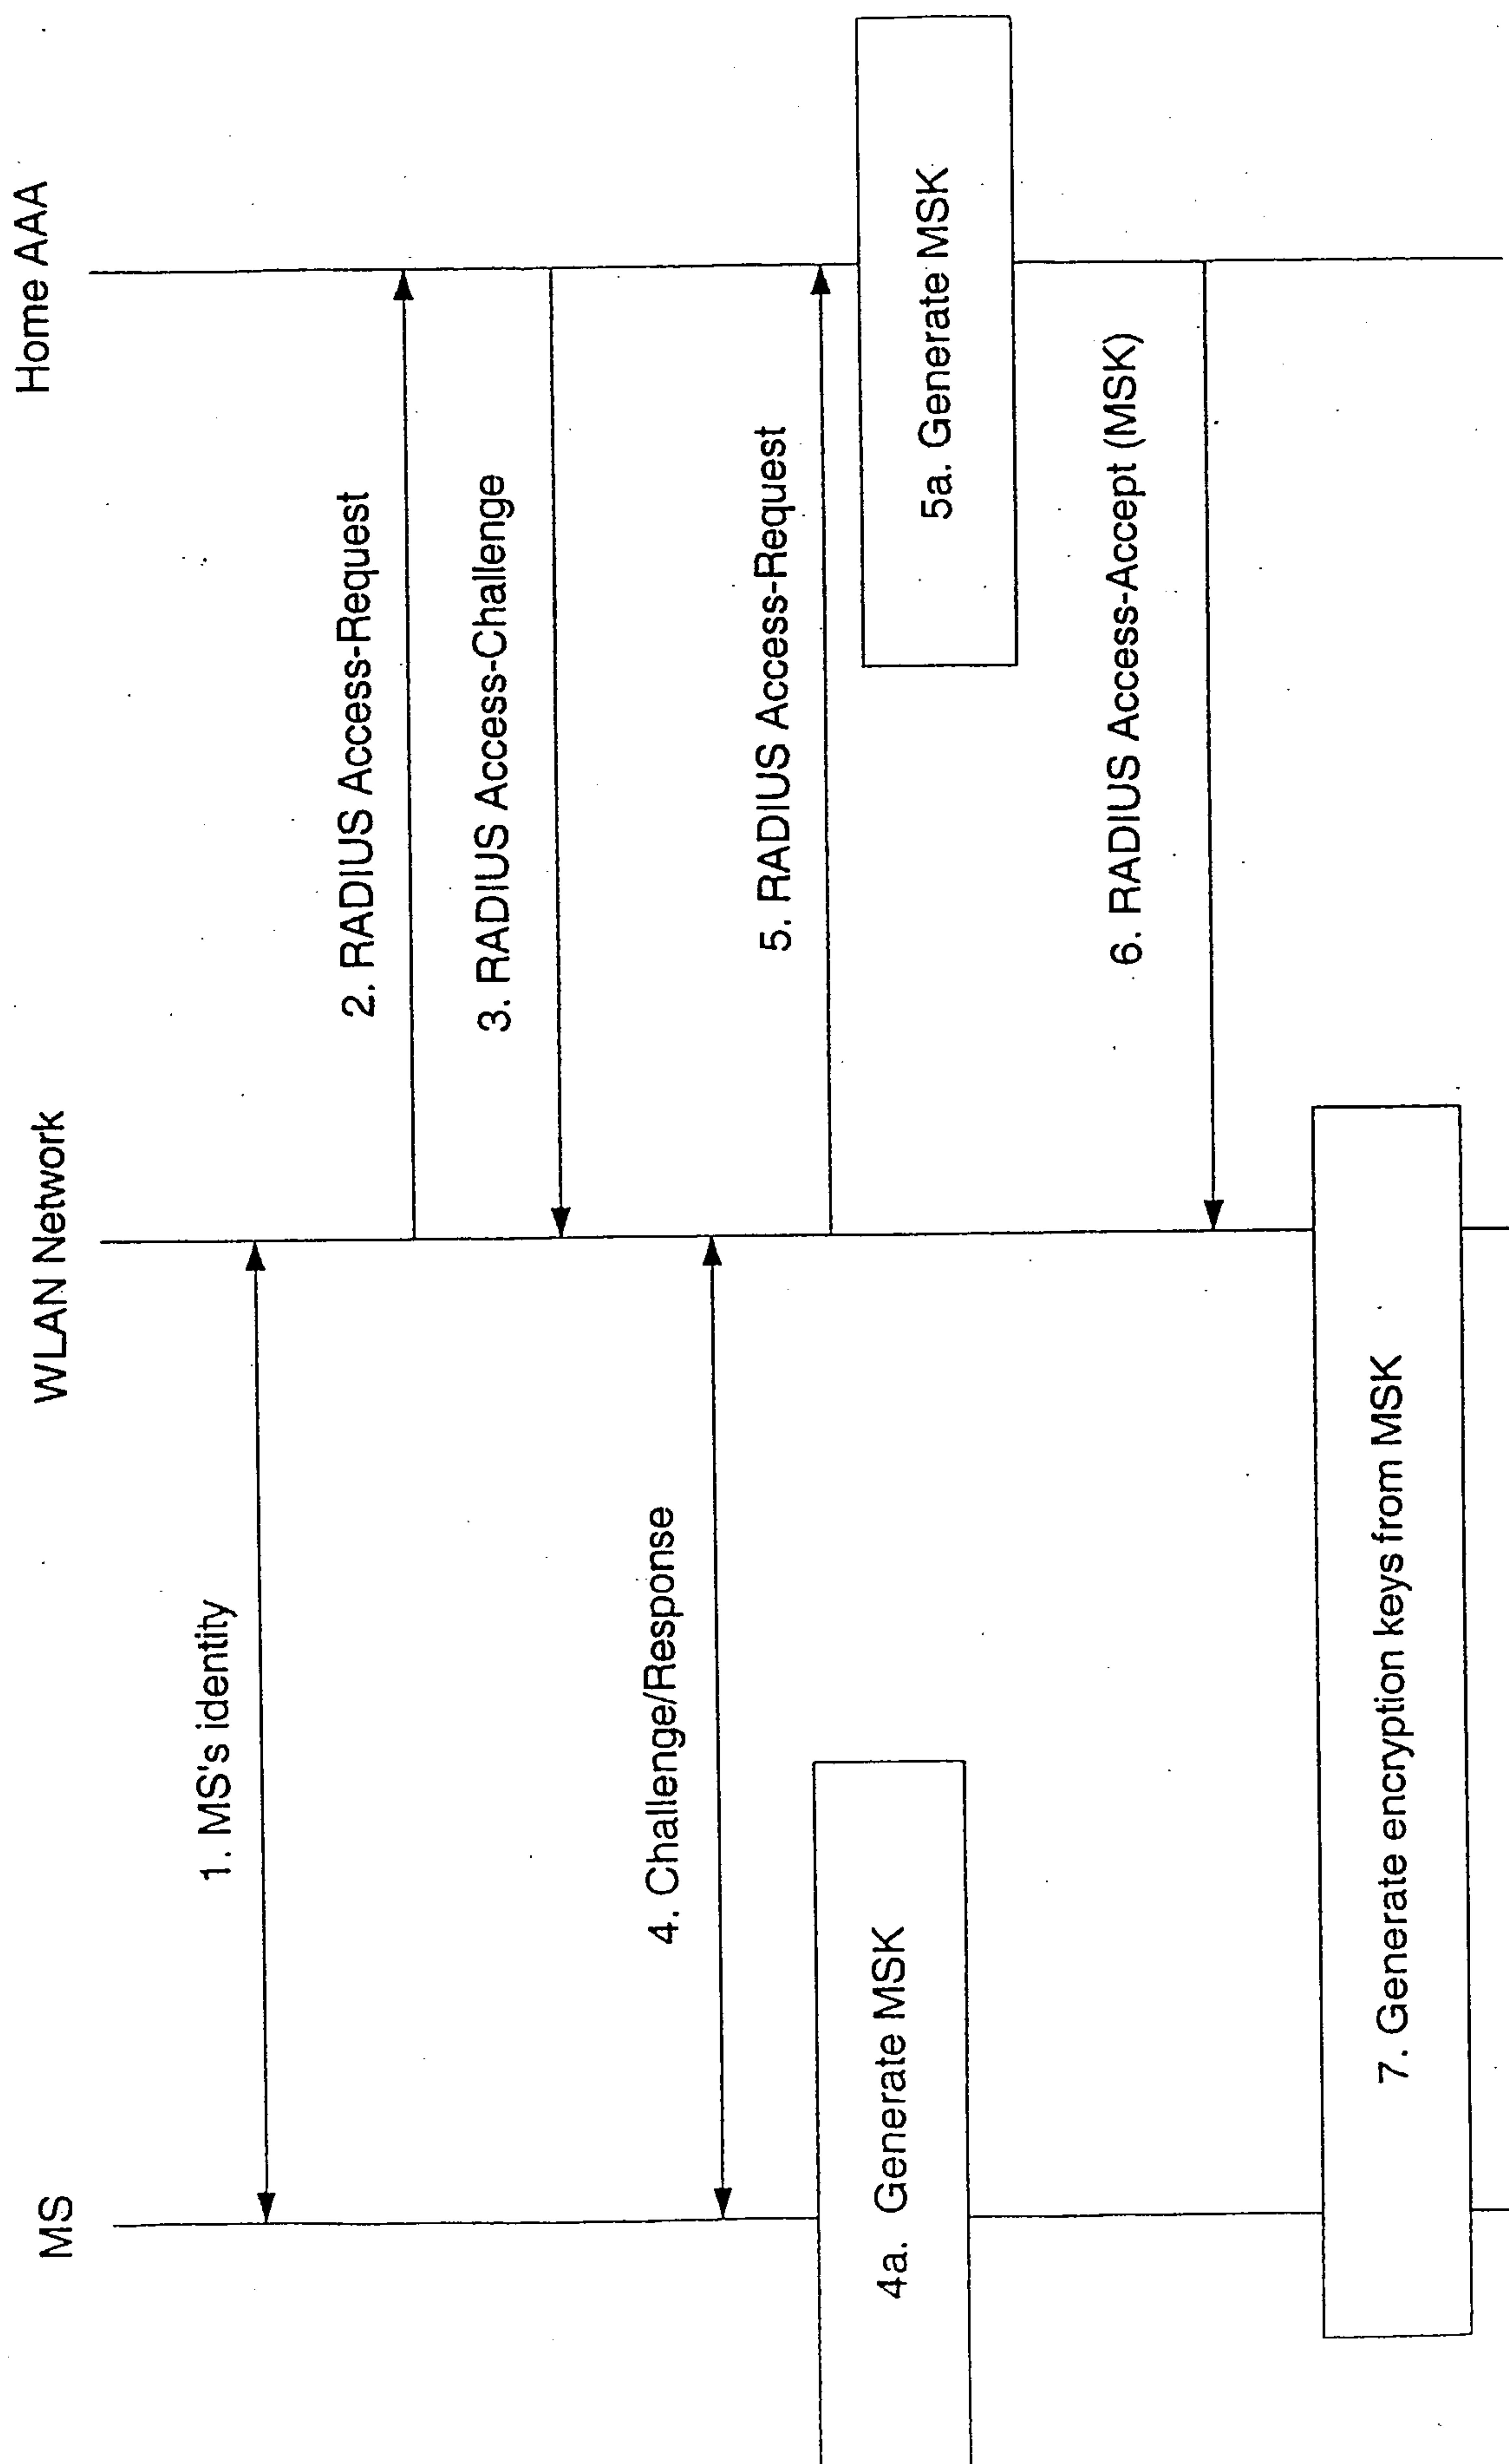 MS
WLAN Network
Home AAA
1. MS's identity
2. RADIUS Access-Request
3. RADIUS Access-Challenge
4. Challenge/Response
4a. Generate MSK
5. RADIUS Access-Request
5a. Generate MSK
6. RADIUS Access-Accept (MSK)
7. Generate encryption keys from MSK